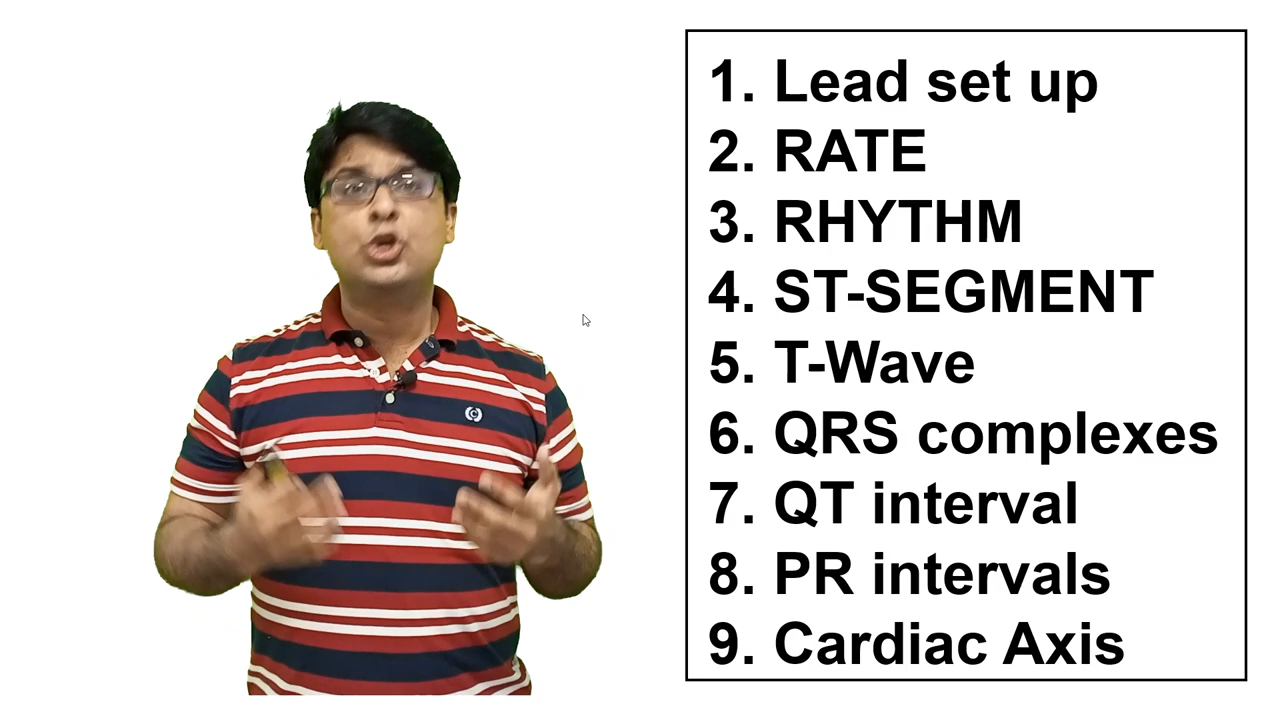 1. Lead set up
2. RATE
3. RHYTHM
4. ST-SEGMENT
5. T-Wave
6. QRS complexes
7. QT interval
8. PR intervals
9. Cardiac Axis